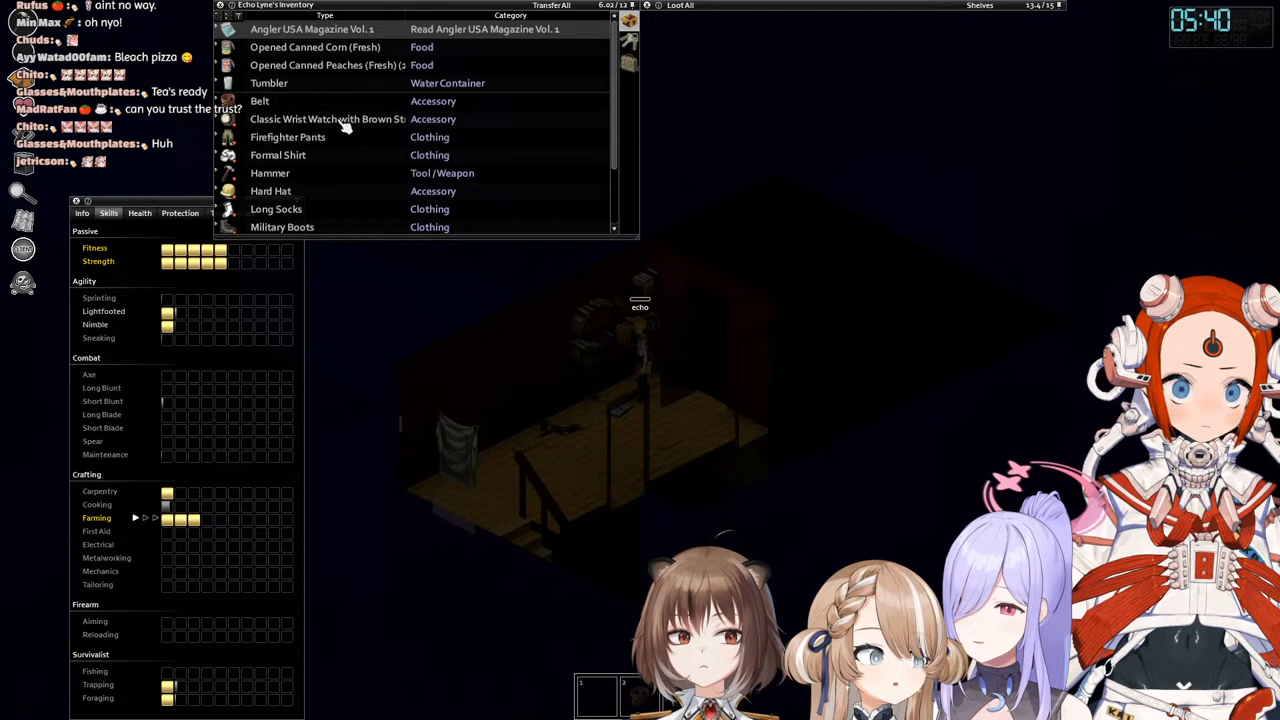 Rufus: aint no way.
MinMax: oh nyo!
Chuds:
Ayy Watad00fam: Bleach pizza
Chito:
Glasses&Mouthplates: Tea's ready
MadRatFan: can you trust the trust?
Chito:
Glasses&Mouthplates: Huh
jetricson:
Echo Lyne's Inventory Transfer All 6.02 / 12
Type Category
Angler USA Magazine Vol. 1 Read Angler USA Magazine Vol. 1
Opened Canned Corn (Fresh) Food
Opened Canned Peaches (Fresh) (2 Food
Tumbler Water Container
Belt Accessory
Classic Wrist Watch with Brown Str Accessory
Firefighter Pants Clothing
Formal Shirt Clothing
Hammer Tool / Weapon
Hard Hat Accessory
Long Socks Clothing
Military Boots Clothing
Loot All Shelves 13.4 / 15
05:40
echo
Info Skills Health Protection
Passive
Fitness
Strength
Agility
Sprinting
Lightfooted
Nimble
Sneaking
Combat
Axe
Long Blunt
Short Blunt
Long Blade
Short Blade
Spear
Maintenance
Crafting
Carpentry
Cooking
Farming
First Aid
Electrical
Metalworking
Mechanics
Tailoring
Firearm
Aiming
Reloading
Survivalist
Fishing
Trapping
Foraging
1 2